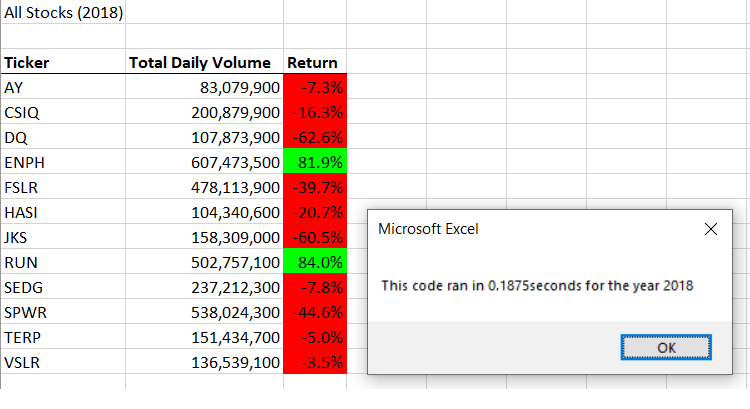 All Stocks (2018)
Ticker Total Daily Volume Return
AY 83,079,900 -7.3%
CSIQ 200,879,900 -16.3%
DQ 107,873,900 -62.6%
ENPH 607,473,500 81.9%
FSLR 478,113,900 -39.7%
HASI 104,340,600 -20.7%
JKS 158,309,000 -60.5%
RUN 502,757,100 84.0%
SEDG 237,212,300 -7.8%
SPWR 538,024,300 -44.6%
TERP 151,434,700 -5.0%
VSLR 136,539,100 -3.5%
Microsoft Excel
This code ran in 0.1875seconds for the year 2018
OK